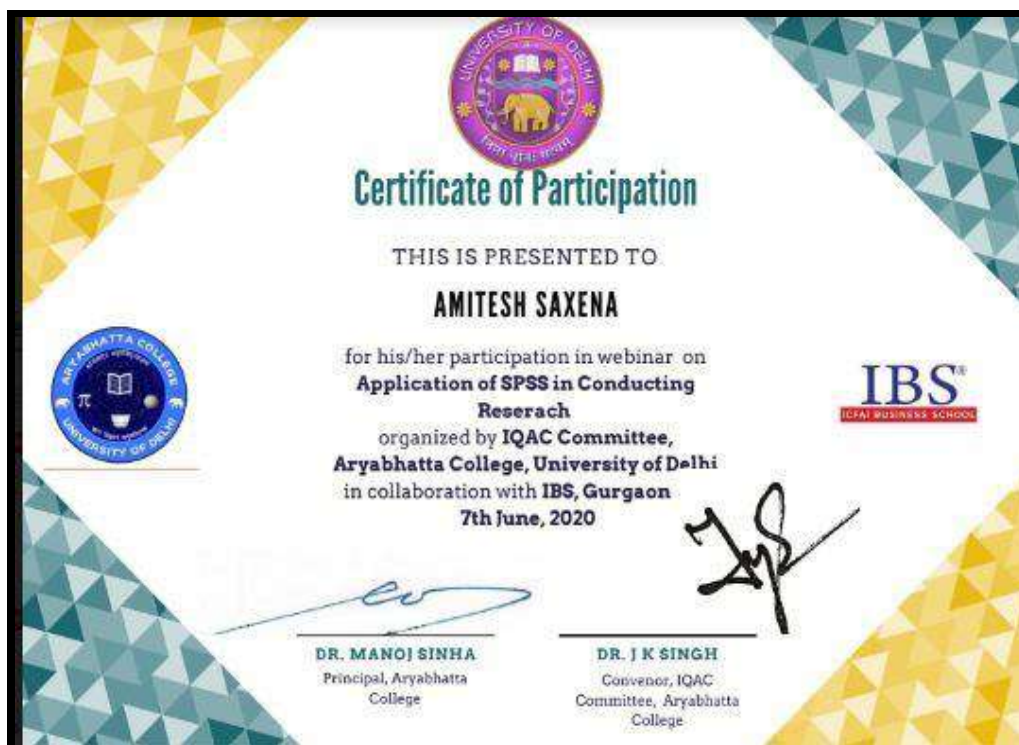 UNIVERSITY OF DELHI
Certificate of Participation
THIS IS PRESENTED TO
AMITESH SAXENA
for his/her participation in webinar on
Application of SPSS in Conducting
Reserach
organized by IQAC Committee,
Aryabhatta College, University of Delhi
in collaboration with IBS, Gurgaon
7th June, 2020
ARYABHATTA COLLEGE
UNIVERSITY OF DELHI
π
IBS®
ICFAI BUSINESS SCHOOL
DR. MANOJ SINHA
Principal, Aryabhatta
College
DR. J K SINGH
Convenor, IQAC
Committee, Aryabhatta
College